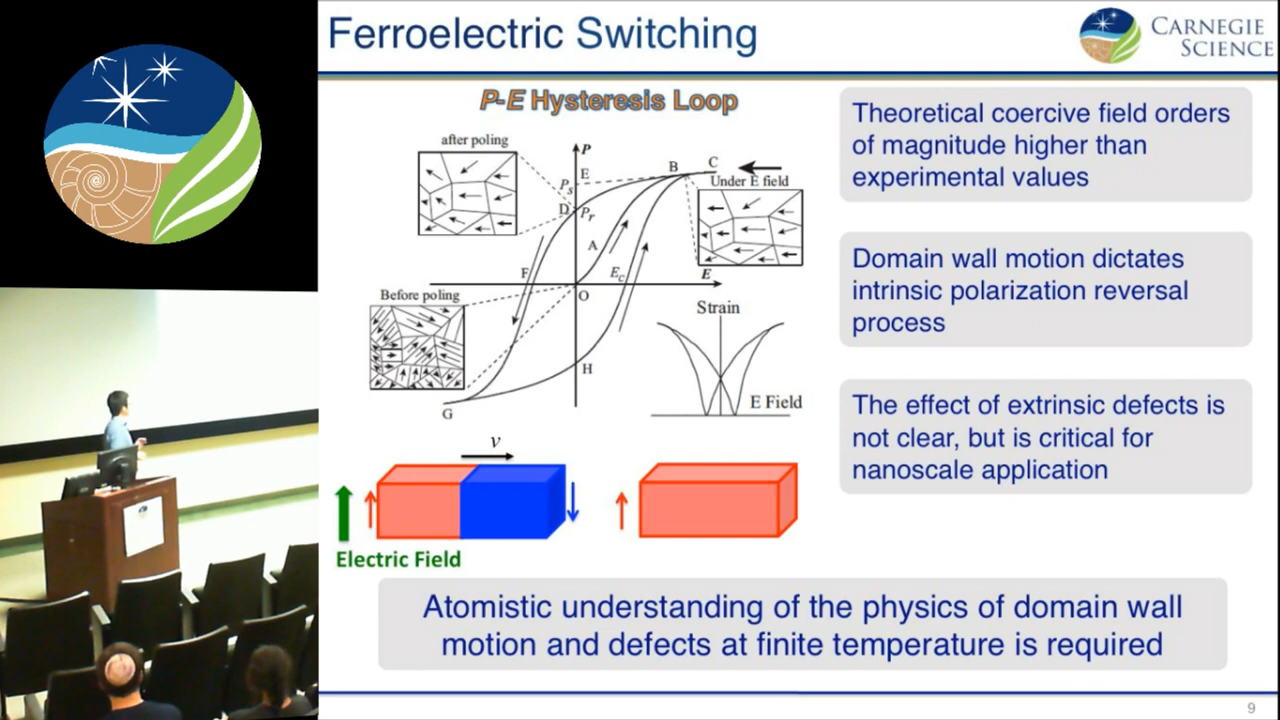 Ferroelectric Switching
CARNEGIE
SCIENCE
P-E Hysteresis Loop
after poling
P
E
Ps
D
Pr
B
C
Under E field
A
F
EC
E
O
Before poling
H
G
Strain
E Field
v
Electric Field
Theoretical coercive field orders
of magnitude higher than
experimental values
Domain wall motion dictates
intrinsic polarization reversal
process
The effect of extrinsic defects is
not clear, but is critical for
nanoscale application
Atomistic understanding of the physics of domain wall
motion and defects at finite temperature is required
9